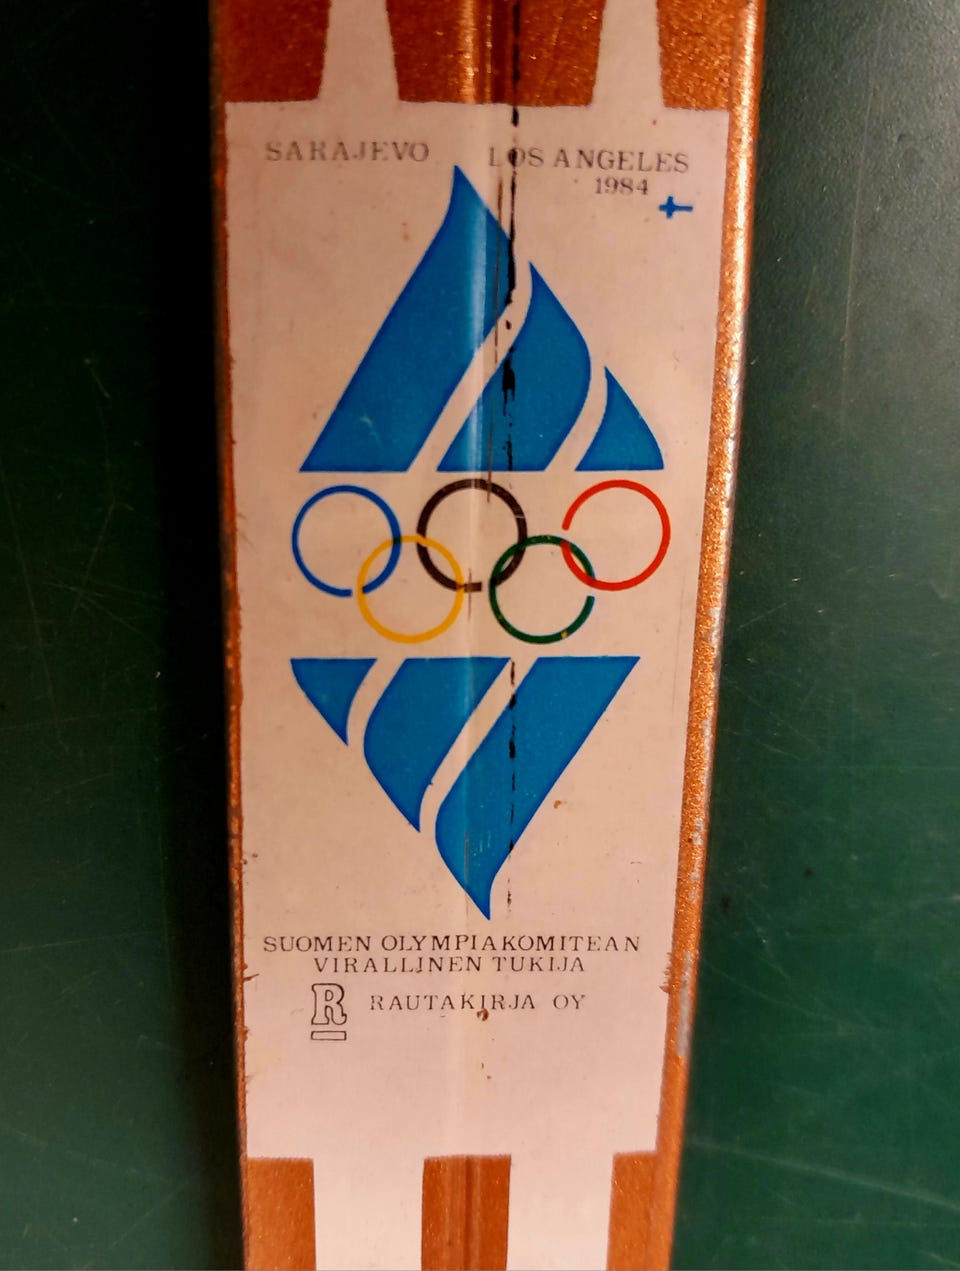 SARAJEVO LOS ANGELES
1984
SUOMEN OLYMPIAKOMITEAN
VIRALLINEN TUKIJA
R RAUTAKIRJA OY